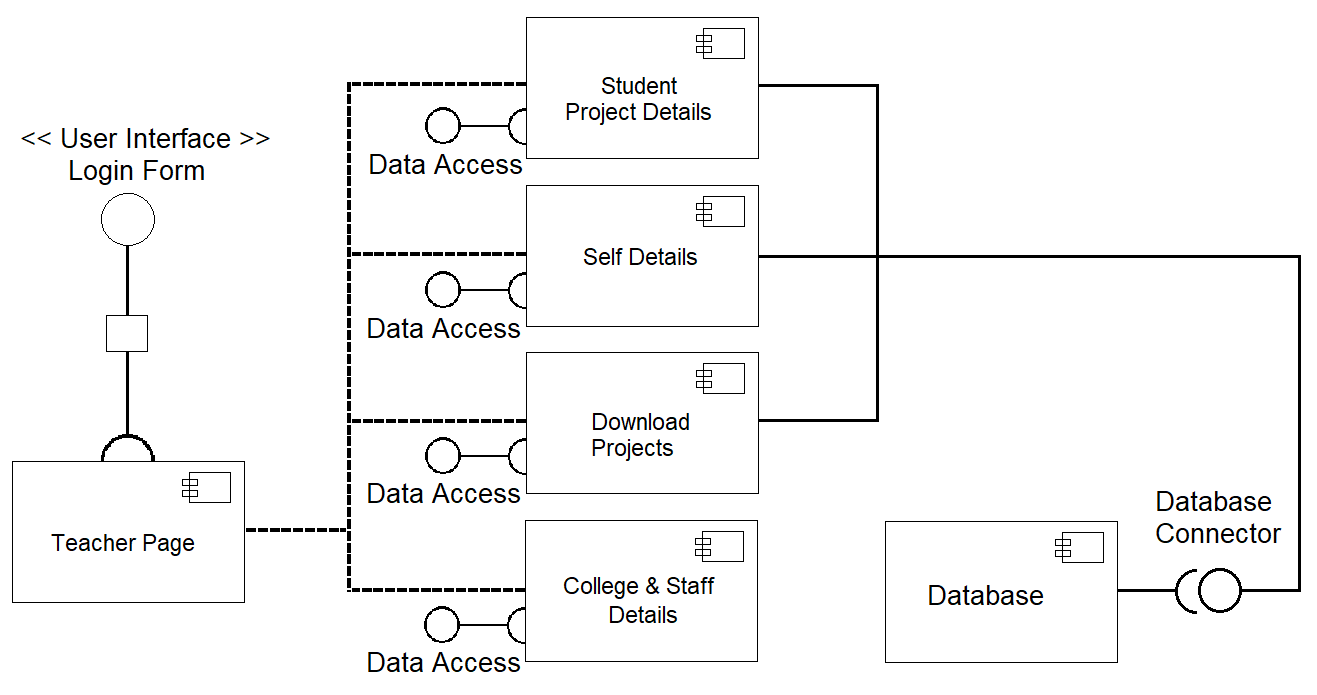 << User Interface >>
Login Form
Teacher Page
Student
Project Details
Data Access
Self Details
Data Access
Download
Projects
Data Access
College & Staff
Details
Data Access
Database
Database
Connector